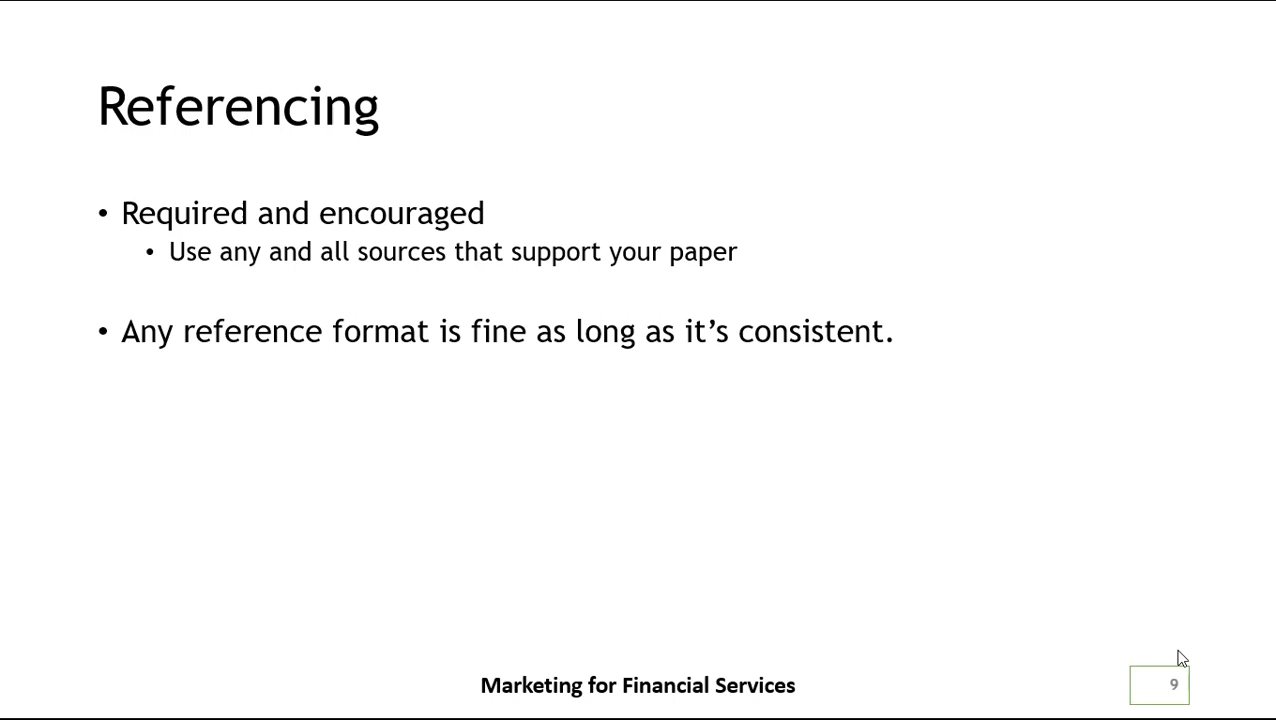 Referencing
• Required and encouraged
• Use any and all sources that support your paper
• Any reference format is fine as long as it’s consistent.
Marketing for Financial Services
9